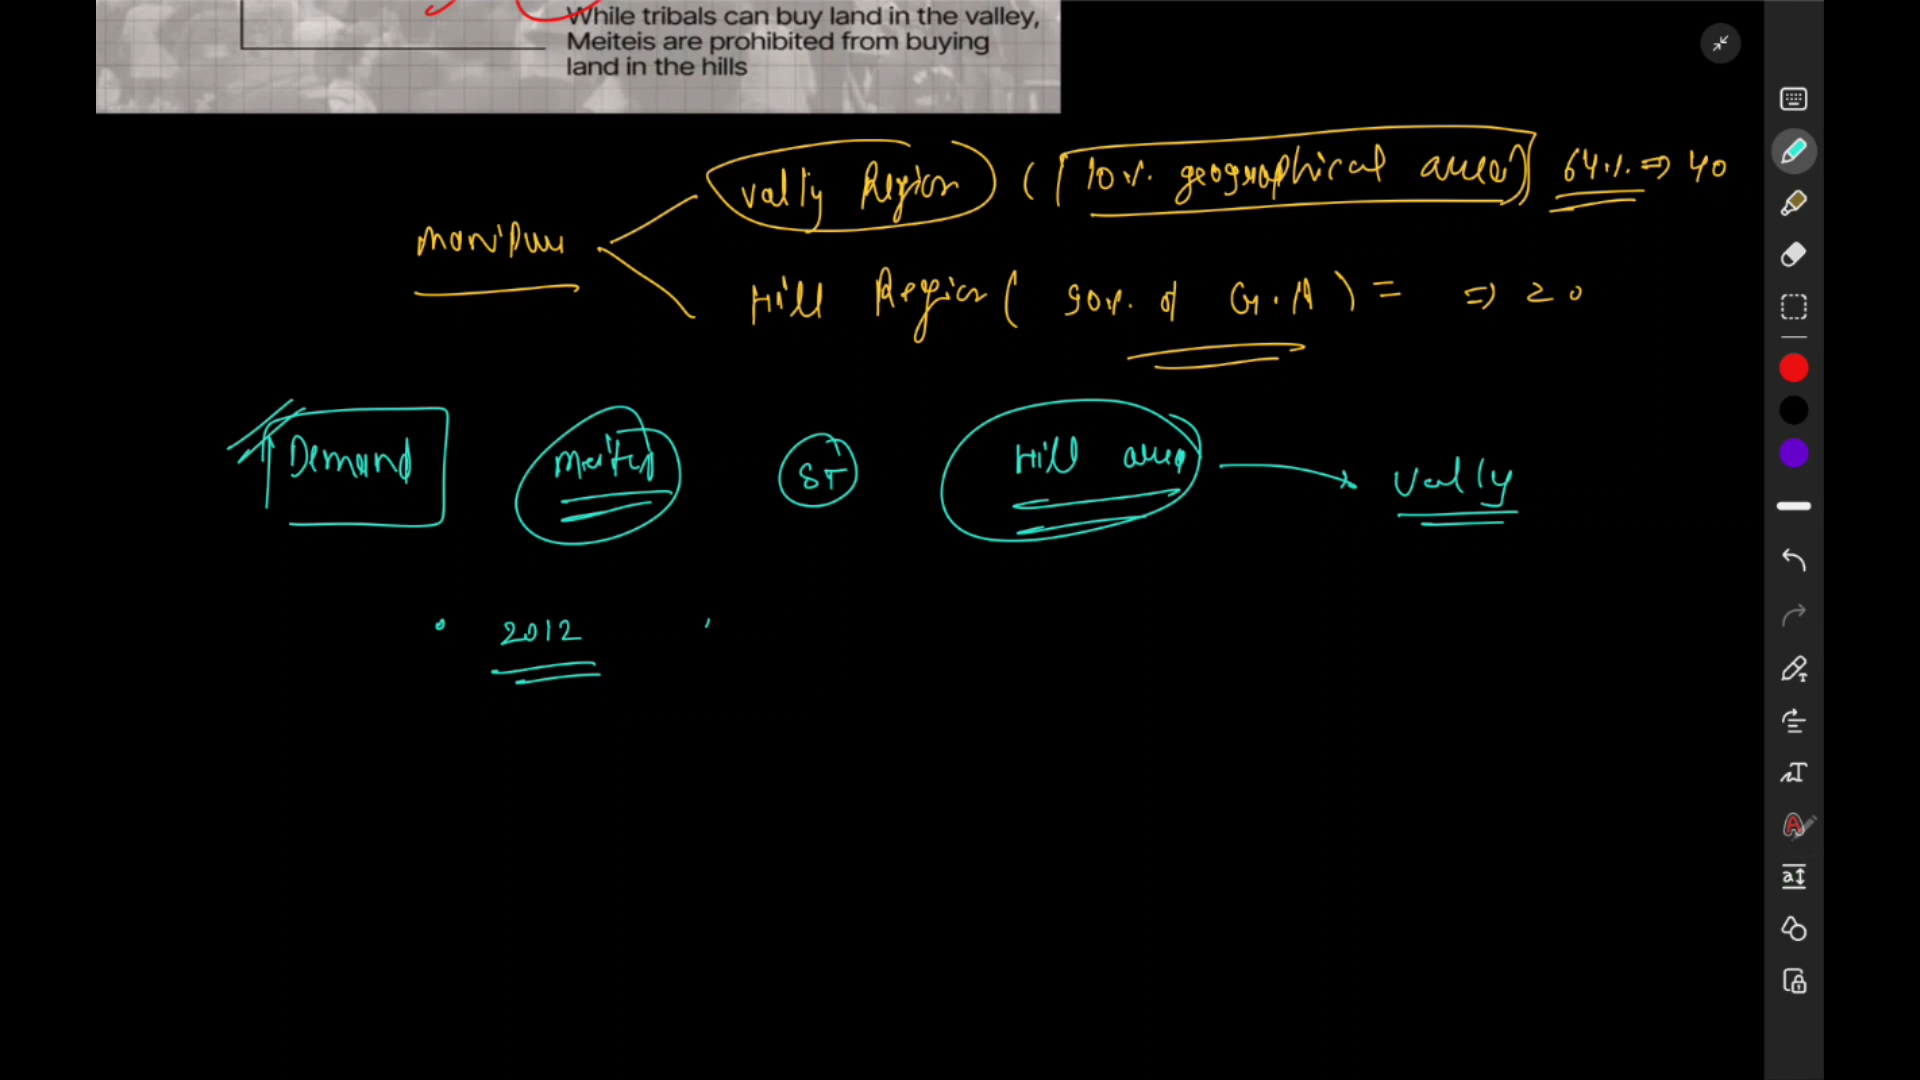 While tribals can buy land in the valley,
Meiteis are prohibited from buying
land in the hills
Manipur
Vally Region ( 10%. geographical area) 64%. => 40
Hill Region ( 90%. of G.A ) = => 20
Demand Meitei ST Hill area → Vally
• 2012